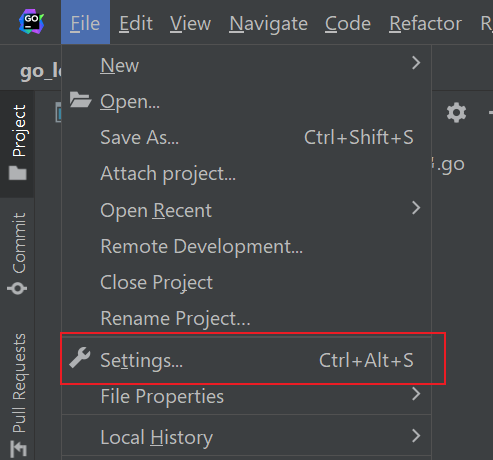 GO
File Edit View Navigate Code Refactor
go_l
New
Open...
Save As... Ctrl+Shift+S
Attach project...
.go
Open Recent
Remote Development...
Close Project
Rename Project...
Settings... Ctrl+Alt+S
File Properties
Local History
Project
Commit
Pull Requests